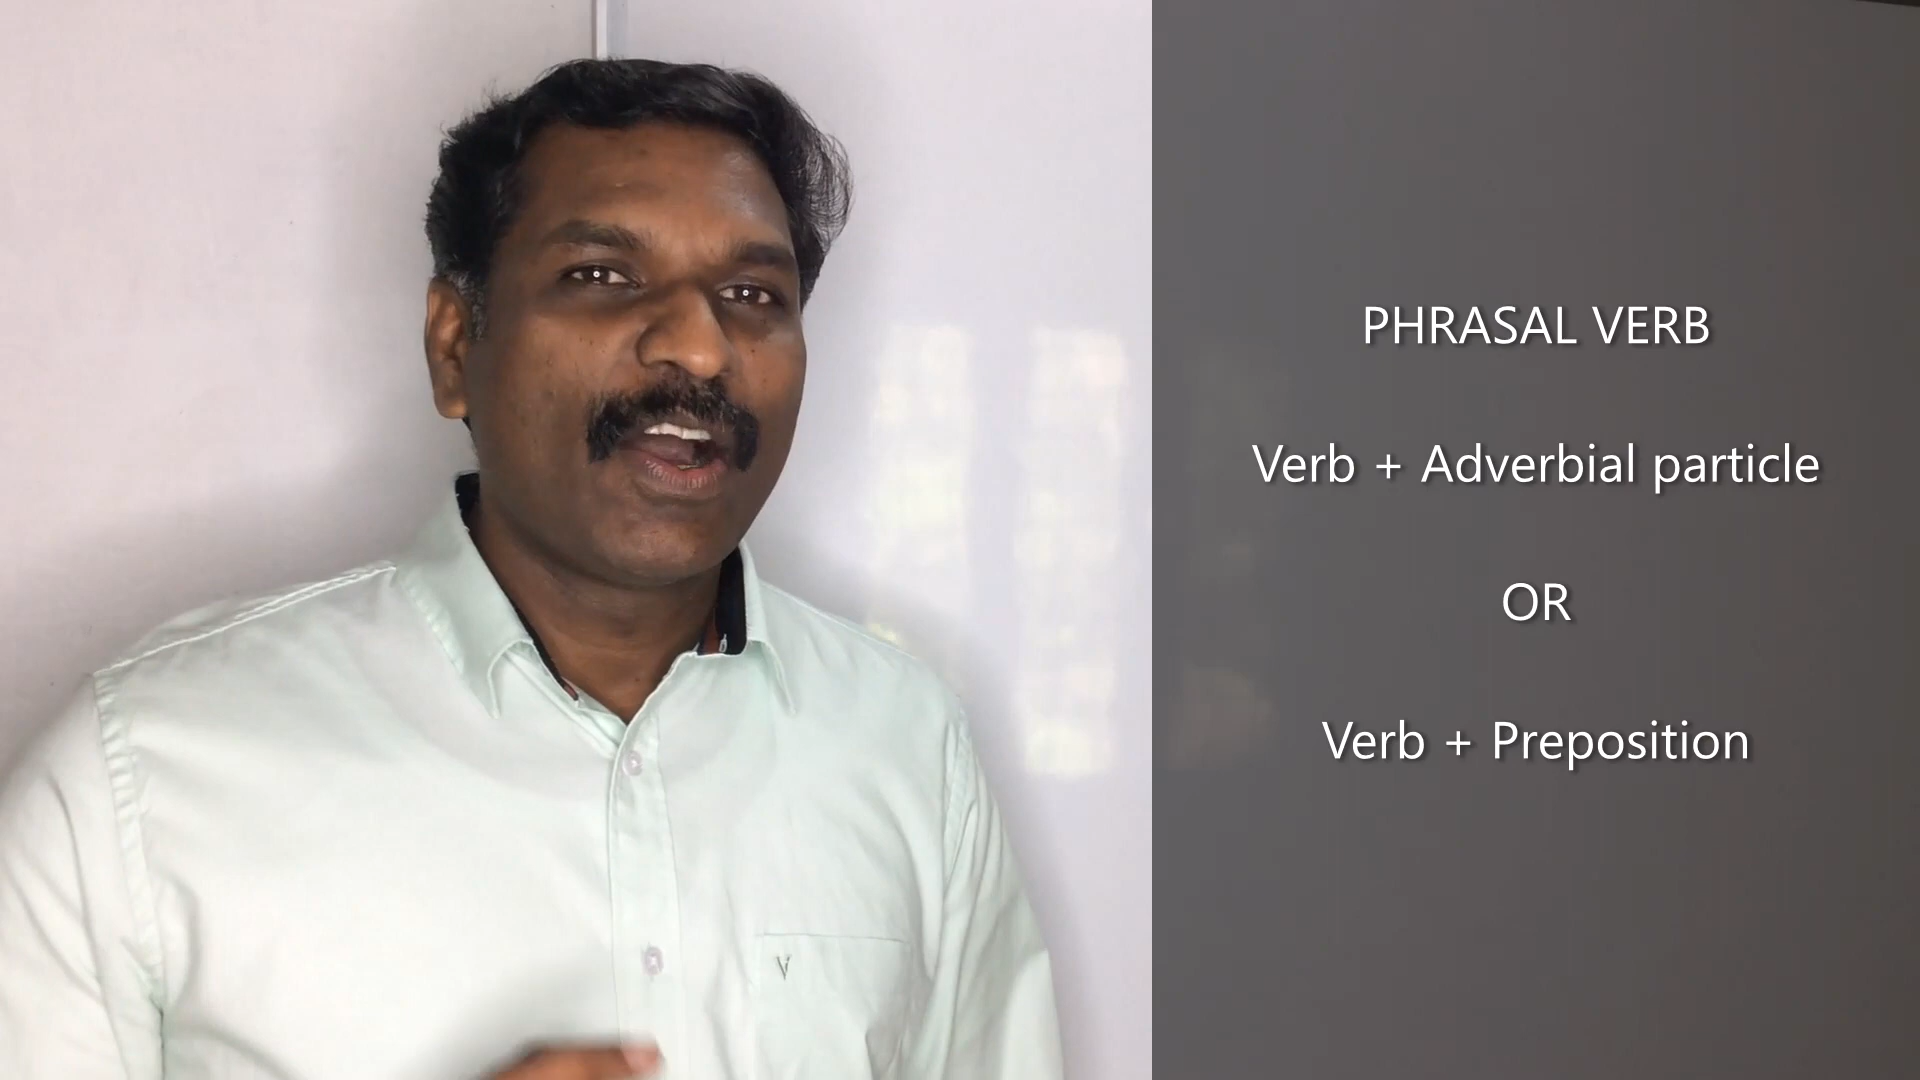 PHRASAL VERB
Verb + Adverbial particle
OR
Verb + Preposition
V